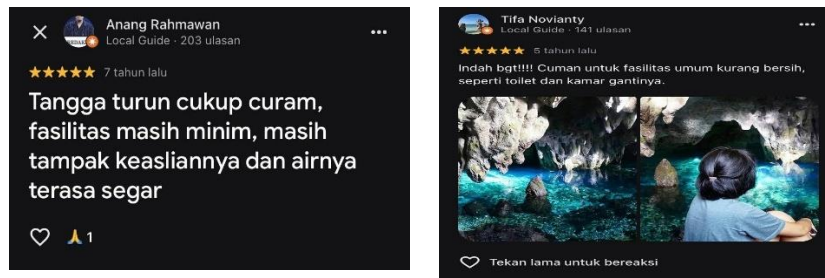 Anang Rahmawan
Local Guide · 203 ulasan
7 tahun lalu
Tangga turun cukup curam,
fasilitas masih minim, masih
tampak keasliannya dan airnya
terasa segar
1
Tifa Novianty
Local Guide · 141 ulasan
5 tahun lalu
Indah bgt!!!! Cuman untuk fasilitas umum kurang bersih,
seperti toilet dan kamar gantinya.
Tekan lama untuk bereaksi